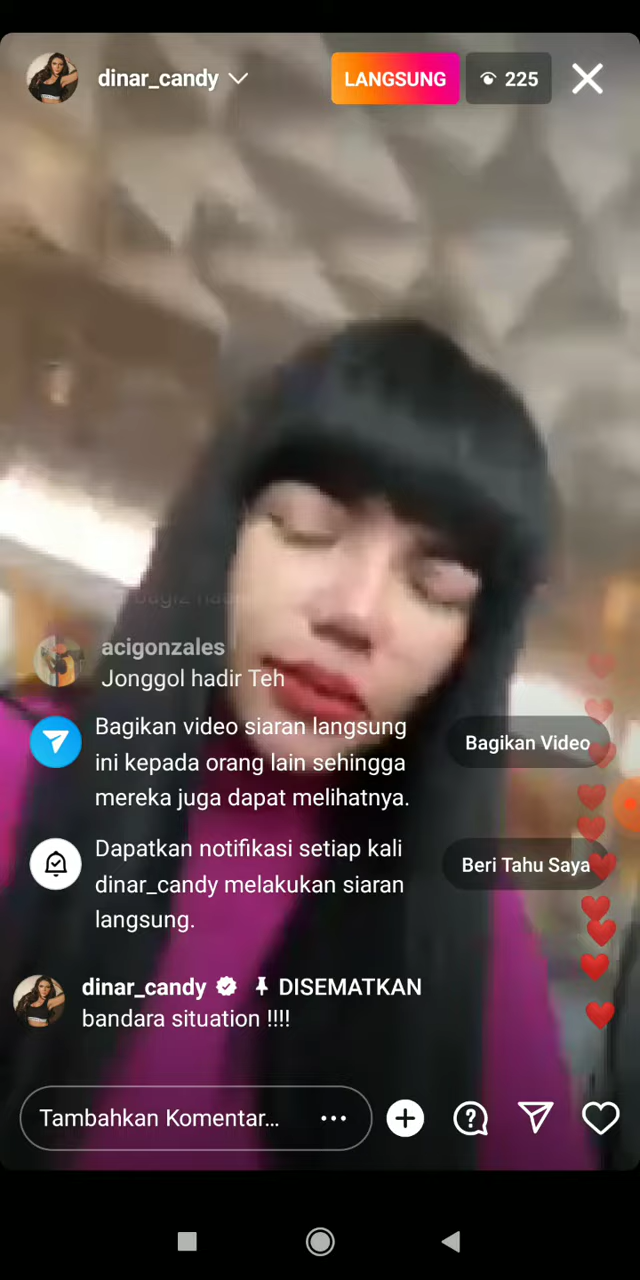 dinar_candy
LANGSUNG
225
acigonzales
Jonggol hadir Teh
Bagikan video siaran langsung
ini kepada orang lain sehingga
mereka juga dapat melihatnya.
Bagikan Video
Dapatkan notifikasi setiap kali
dinar_candy melakukan siaran
langsung.
Beri Tahu Saya
dinar_candy DISEMATKAN
bandara situation !!!!
Tambahkan Komentar...